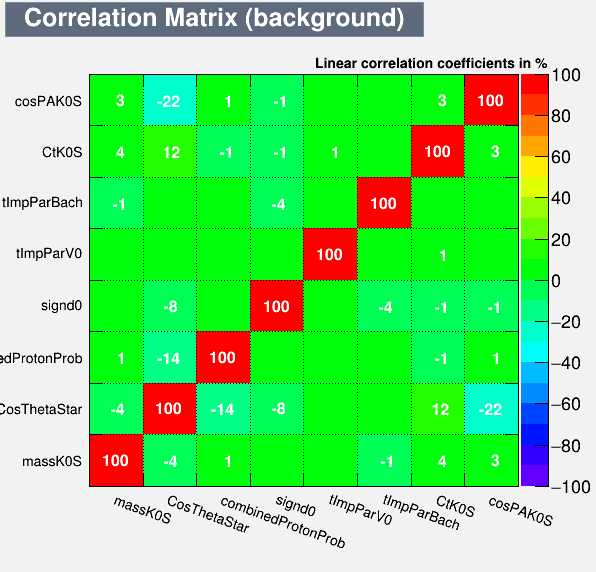 Correlation Matrix (background)
Linear correlation coefficients in %
cosPAK0S 3 -22 1 -1 3 100
CtK0S 4 12 -1 -1 1 100 3
tImpParBach -1 -4 100
tImpParV0 100 1
signd0 -8 100 -4 -1 -1
edProtonProb 1 -14 100 -1 1
CosThetaStar -4 100 -14 -8 12 -22
massK0S 100 -4 1 -1 4 3
massK0S CosThetaStar combinedProtonProb signd0 tImpParV0 tImpParBach CtK0S cosPAK0S
100
80
60
40
20
0
−20
−40
−60
−80
−100